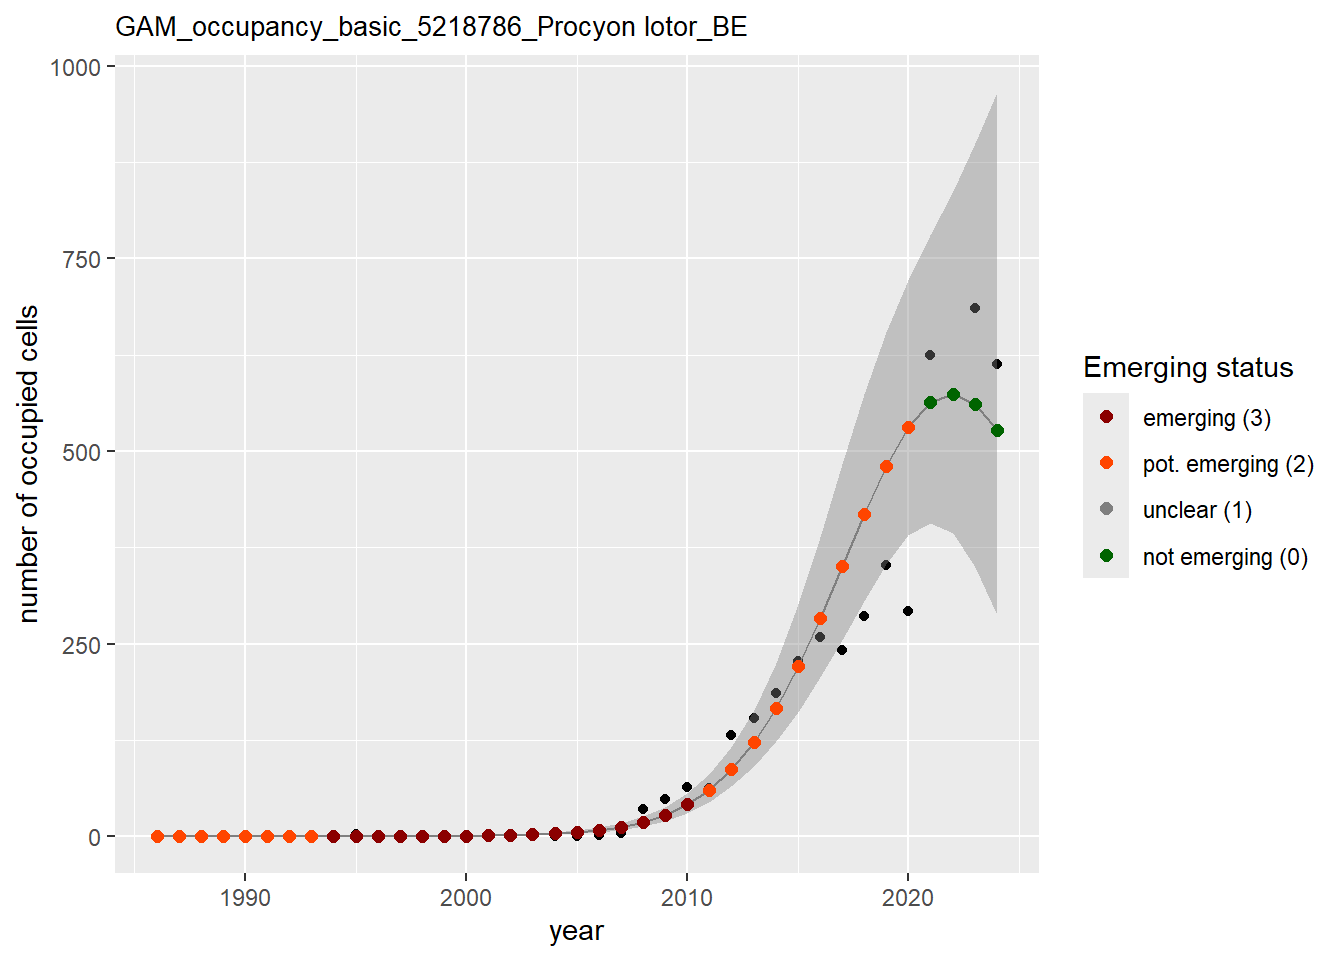 GAM_occupancy_basic_5218786_Procyon lotor_BE
1000
750
500
250
0
number of occupied cells
1990
2000
2010
2020
year
Emerging status
emerging (3)
pot. emerging (2)
unclear (1)
not emerging (0)